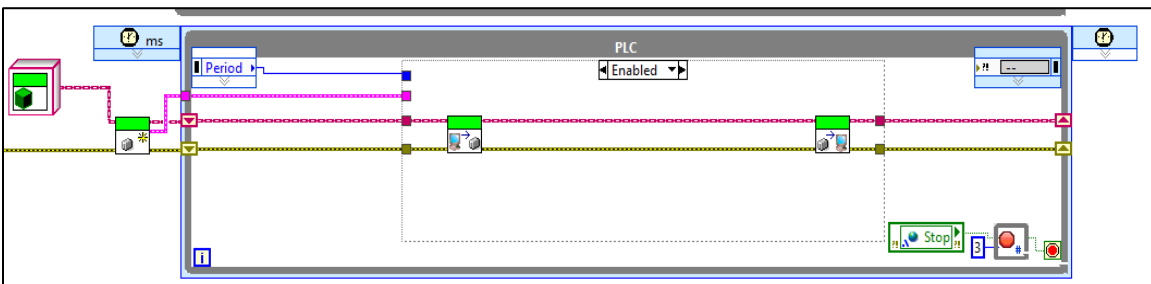 ms
PLC
Period
Enabled
?! --
Stop
?! ?!
3
#
i